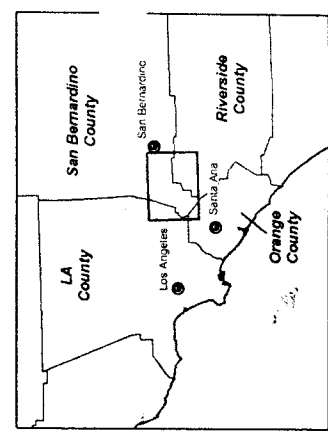 San Bernardino
County
San Bernardino
Riverside
County
LA
County
Los Angeles
Santa Ana
Orange
County